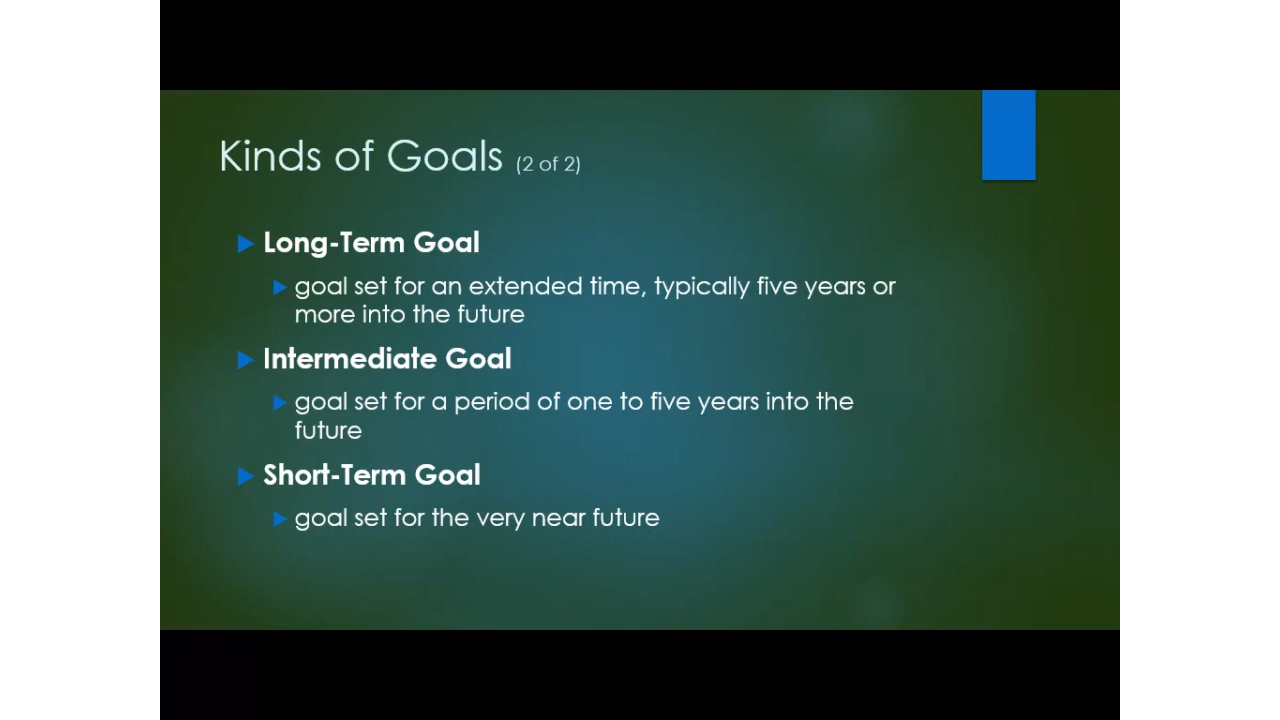 Kinds of Goals (2 of 2)
Long-Term Goal
goal set for an extended time, typically five years or
more into the future
Intermediate Goal
goal set for a period of one to five years into the
future
Short-Term Goal
goal set for the very near future